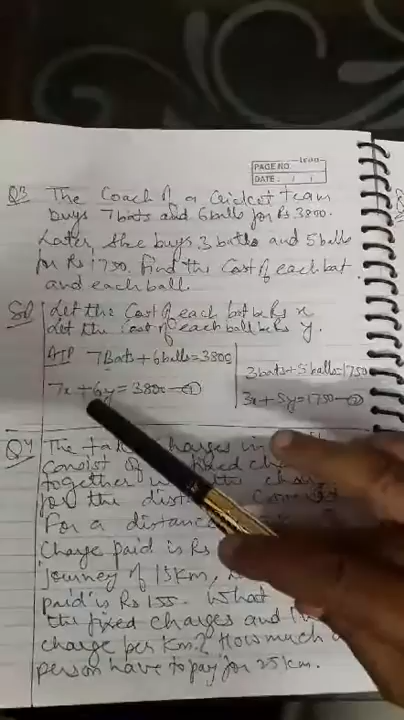 PAGE NO.
DATE: / /
Q3 The Coach of a Cricket team
buys 7 bats and 6 balls for Rs 3800.
Later she buys 3 bats and 5 balls
for Rs 1750. Find the Cost of each bat
and each ball.
Sol Let the Cost of each bat be Rs x
Let the Cost of each ball be Rs y.
ATP 7 Bats + 6 balls = 3800
3 bats + 5 balls = 1750
7x + 6y = 3800 - ①
3x + 5y = 1750 - ②
Q4 The charges in
consist of
together
for the
For a distance
Charge paid is Rs
journey of 15 Km,
paid is Rs 155. What
the fixed charges and
charge per Km? How much
person have to pay for 25 km.